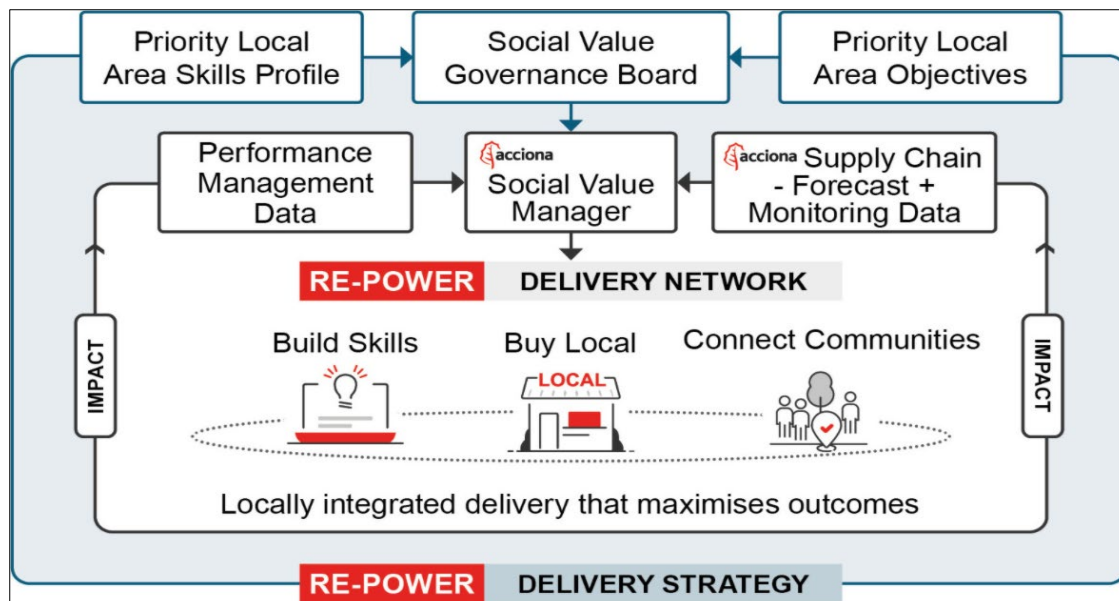 Priority Local
Area Skills Profile
Social Value
Governance Board
Priority Local
Area Objectives
Performance
Management
Data
acciona
Social Value
Manager
acciona Supply Chain
- Forecast +
Monitoring Data
RE-POWER DELIVERY NETWORK
IMPACT
Build Skills
Buy Local
LOCAL
Connect Communities
IMPACT
Locally integrated delivery that maximises outcomes
RE-POWER DELIVERY STRATEGY